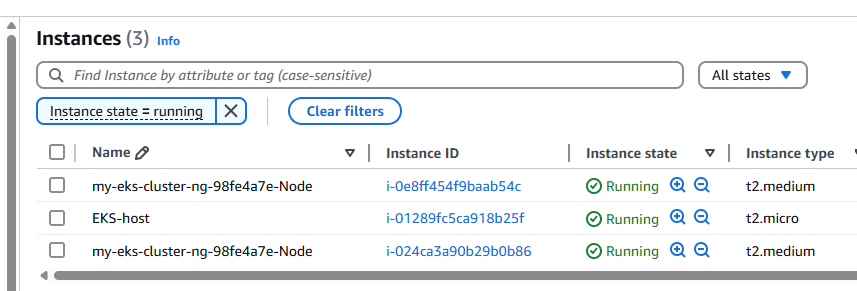 Instances (3) Info
Find Instance by attribute or tag (case-sensitive)
All states
Instance state = running
Clear filters
Name Instance ID Instance state Instance type
my-eks-cluster-ng-98fe4a7e-Node i-0e8ff454f9baab54c Running t2.medium
EKS-host i-01289fc5ca918b25f Running t2.micro
my-eks-cluster-ng-98fe4a7e-Node i-024ca3a90b29b0b86 Running t2.medium